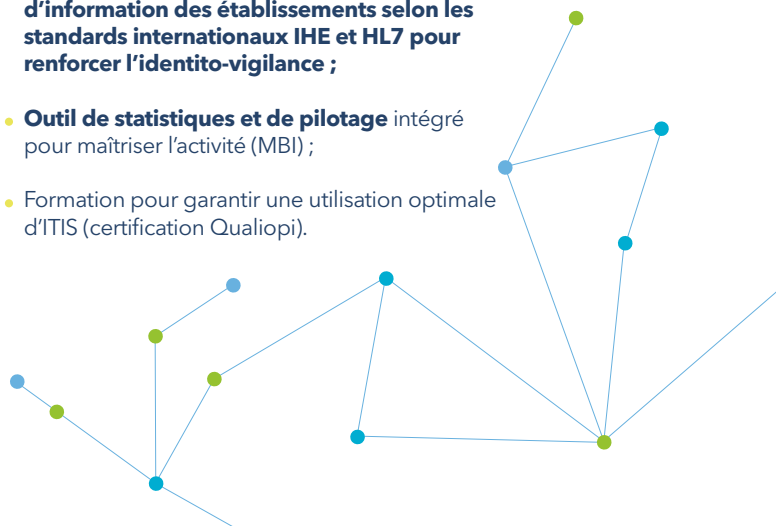 d’information des établissements selon les
standards internationaux IHE et HL7 pour
renforcer l’identito-vigilance ;
Outil de statistiques et de pilotage intégré
pour maîtriser l’activité (MBI) ;
Formation pour garantir une utilisation optimale
d’ITIS (certification Qualiopi).